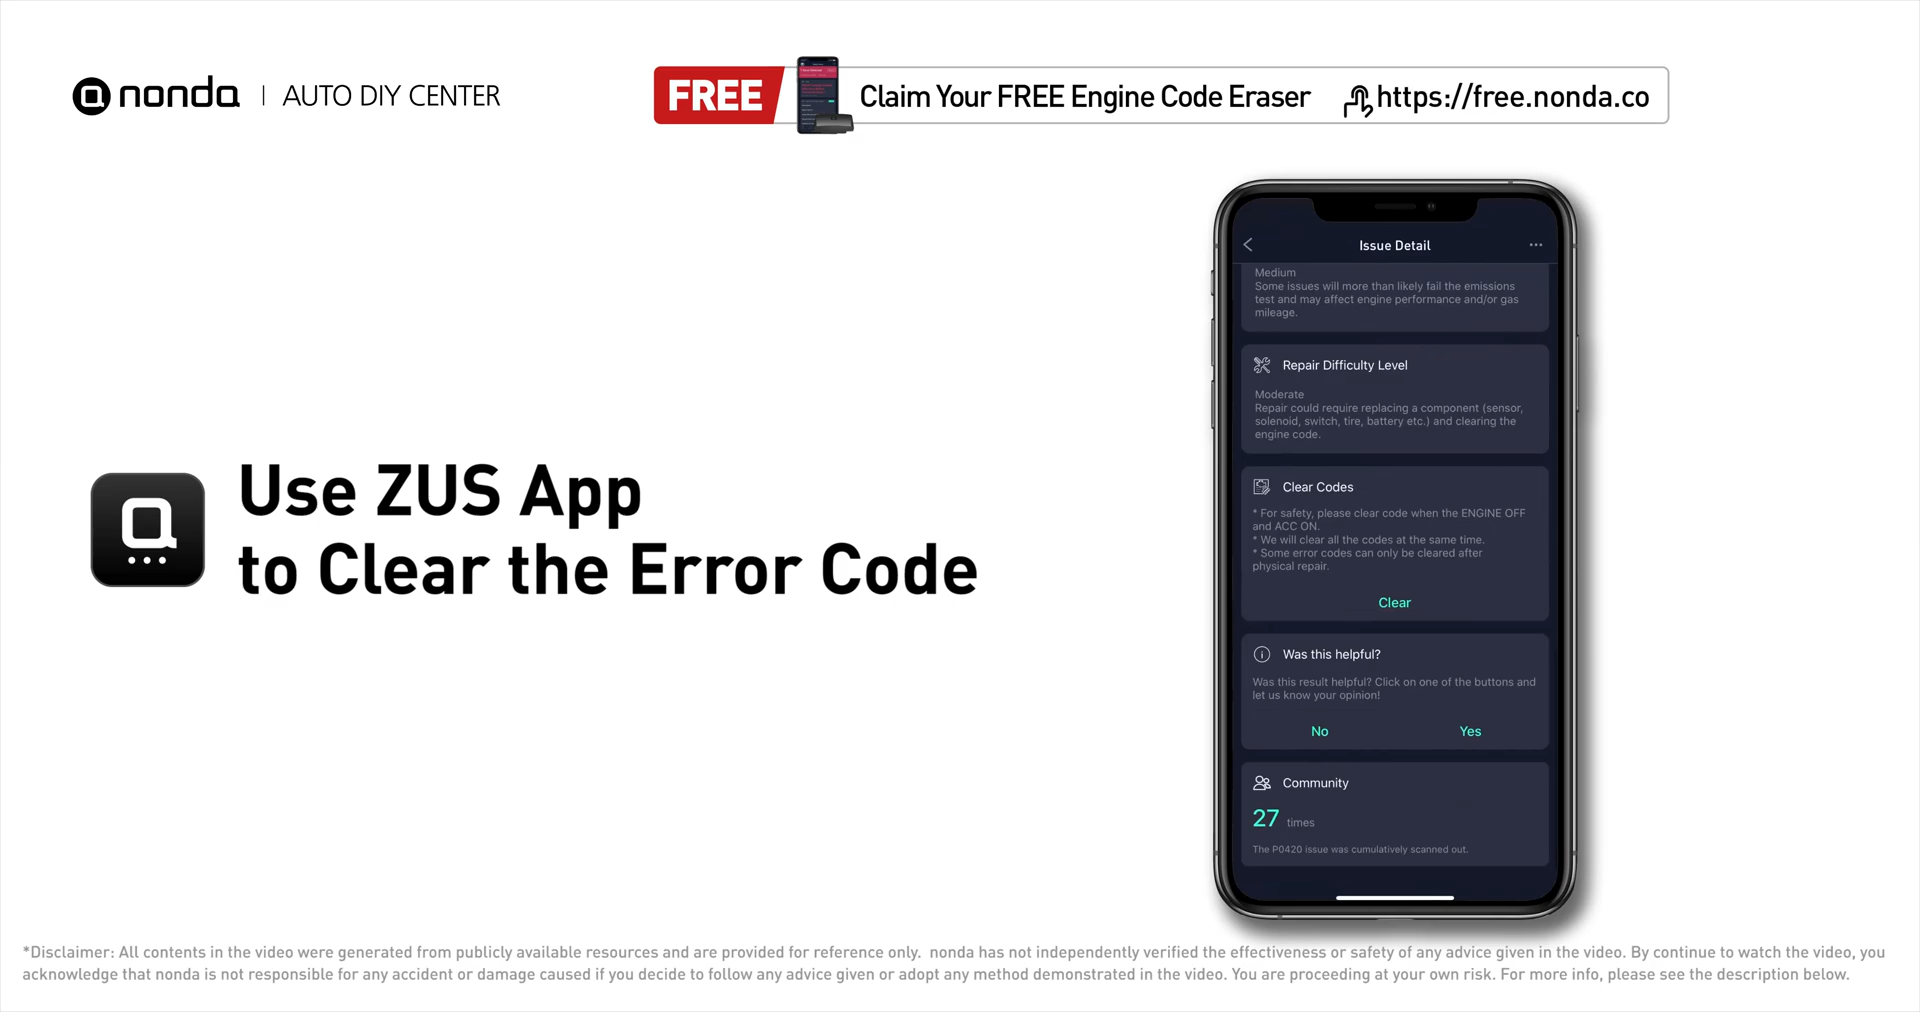 nonda | AUTO DIY CENTER
FREE Claim Your FREE Engine Code Eraser https://free.nonda.co
Use ZUS App
to Clear the Error Code
Issue Detail
Medium
Some issues will more than likely fail the emissions
test and may affect engine performance and/or gas
mileage.
Repair Difficulty Level
Moderate
Repair could require replacing a component (sensor,
solenoid, switch, tire, battery etc.) and clearing the
engine code.
Clear Codes
* For safety, please clear code when the ENGINE OFF
and ACC ON.
* We will clear all the codes at the same time.
* Some error codes can only be cleared after
physical repair.
Clear
Was this helpful?
Was this result helpful? Click on one of the buttons and
let us know your opinion!
No Yes
Community
27 times
The P0420 issue was cumulatively scanned out.
*Disclaimer: All contents in the video were generated from publicly available resources and are provided for reference only. nonda has not independently verified the effectiveness or safety of any advice given in the video. By continue to watch the video, you
acknowledge that nonda is not responsible for any accident or damage caused if you decide to follow any advice given or adopt any method demonstrated in the video. You are proceeding at your own risk. For more info, please see the description below.